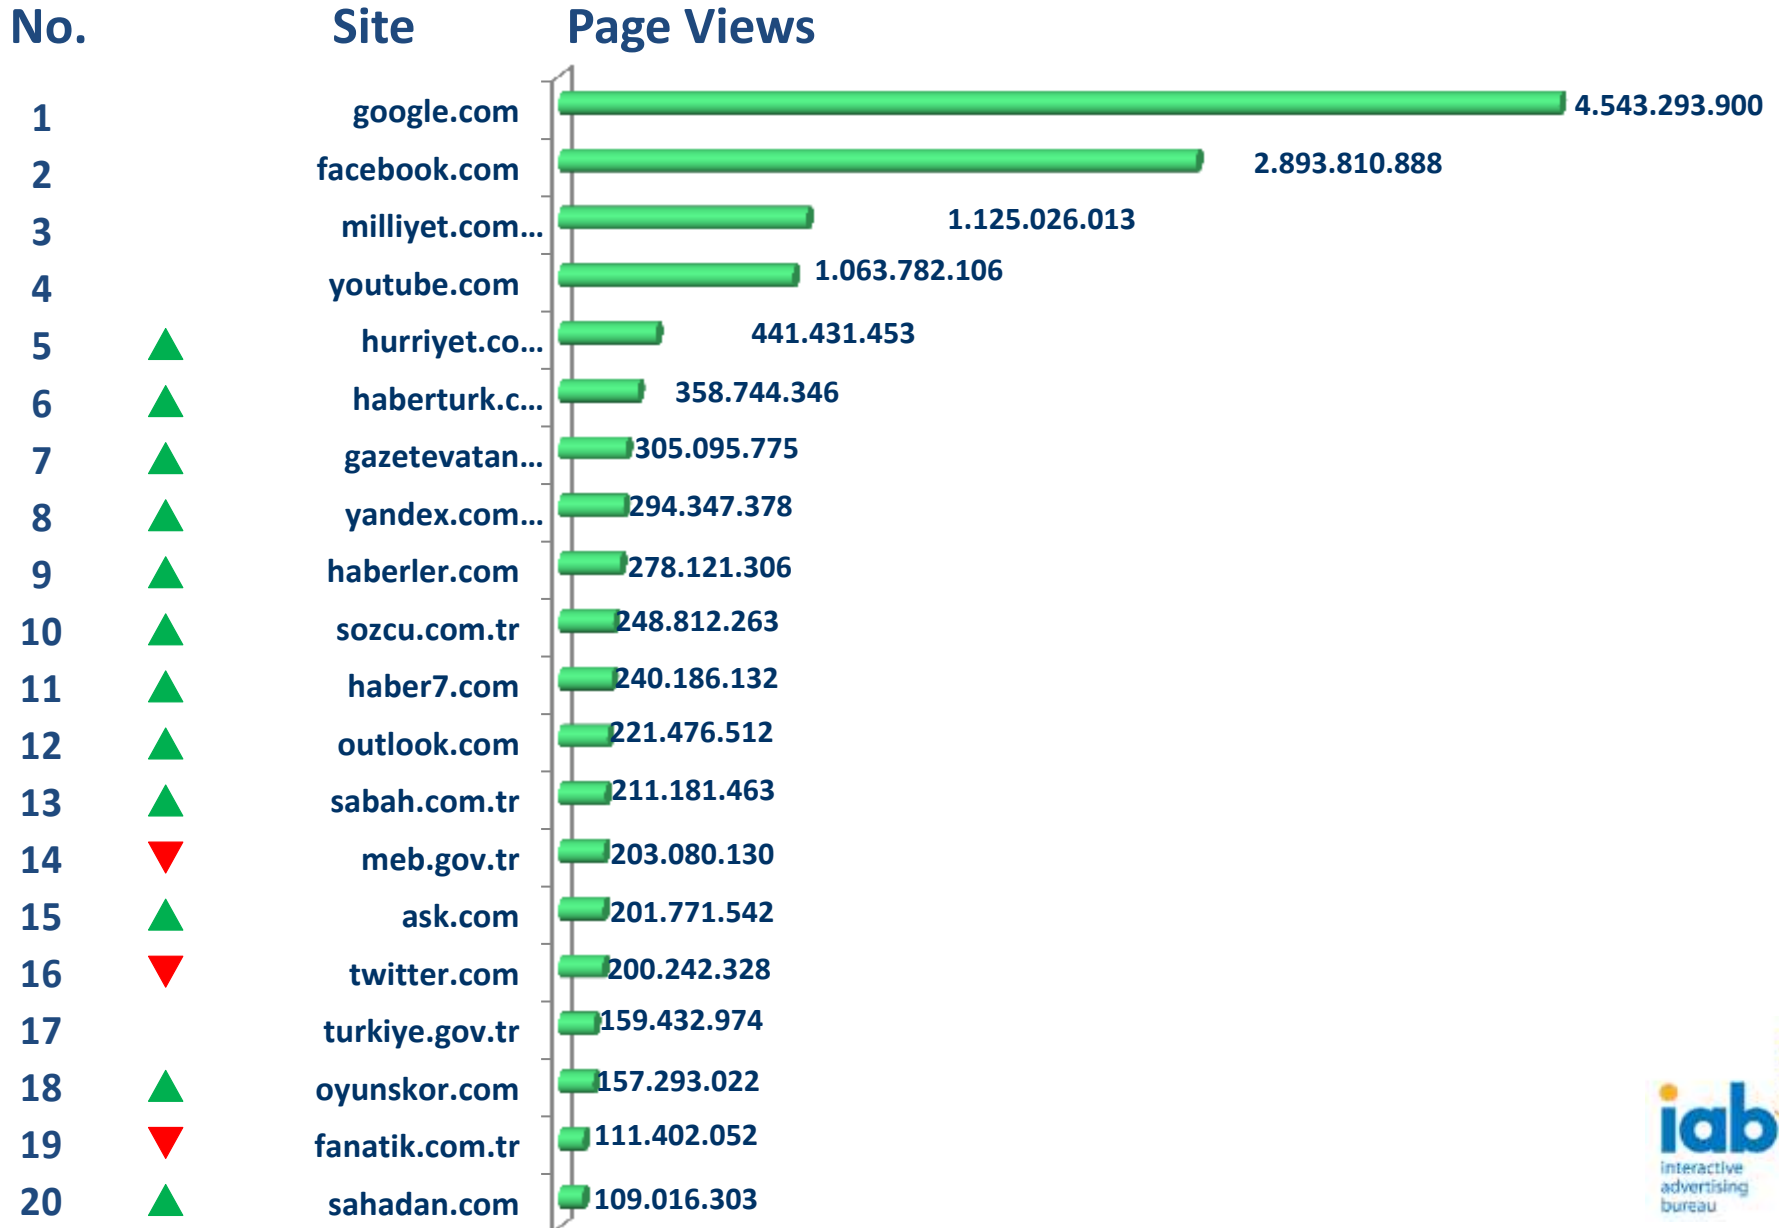 No. Site Page Views
1 google.com 4.543.293.900
2 facebook.com 2.893.810.888
3 milliyet.com... 1.125.026.013
4 youtube.com 1.063.782.106
5 hurriyet.co... 441.431.453
6 haberturk.c... 358.744.346
7 gazetevatan... 305.095.775
8 yandex.com... 294.347.378
9 haberler.com 278.121.306
10 sozcu.com.tr 248.812.263
11 haber7.com 240.186.132
12 outlook.com 221.476.512
13 sabah.com.tr 211.181.463
14 meb.gov.tr 203.080.130
15 ask.com 201.771.542
16 twitter.com 200.242.328
17 turkiye.gov.tr 159.432.974
18 oyunskor.com 157.293.022
19 fanatik.com.tr 111.402.052
20 sahadan.com 109.016.303
iab
interactive
advertising
bureau